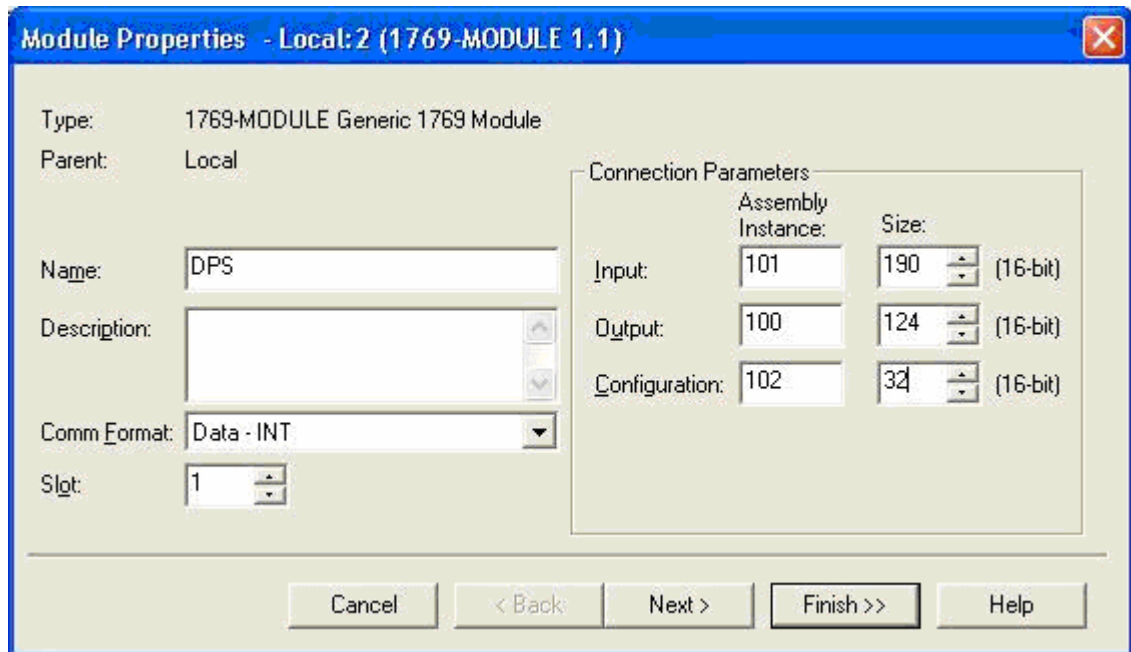 Module Properties - Local:2 (1769-MODULE 1.1)
Type: 1769-MODULE Generic 1769 Module
Parent: Local
Name: DPS
Description:
Comm Format: Data - INT
Slot: 1
Connection Parameters
Assembly
Instance: Size:
Input: 101 190 (16-bit)
Output: 100 124 (16-bit)
Configuration: 102 32 (16-bit)
Cancel < Back Next > Finish >> Help